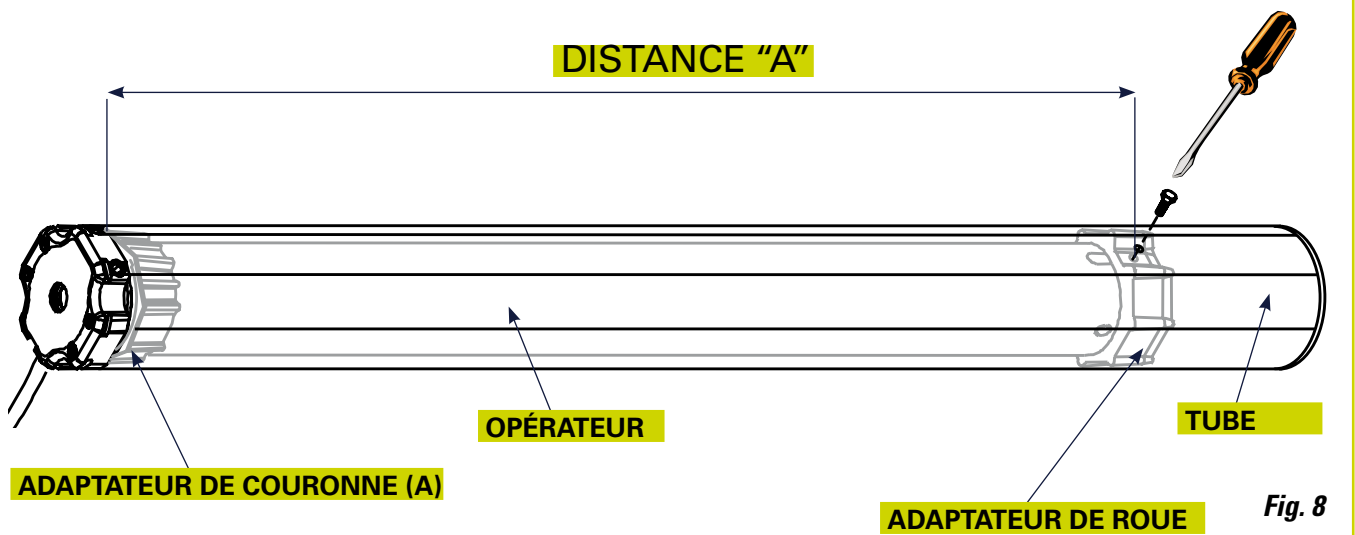 DISTANCE “A”
OPÉRATEUR
TUBE
ADAPTATEUR DE COURONNE (A)
ADAPTATEUR DE ROUE
Fig. 8